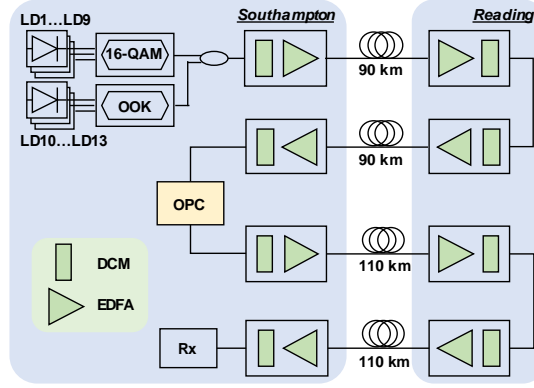 Southampton
Reading
LD1...LD9
16-QAM
OOK
LD10...LD13
90 km
90 km
OPC
110 km
DCM
EDFA
Rx
110 km